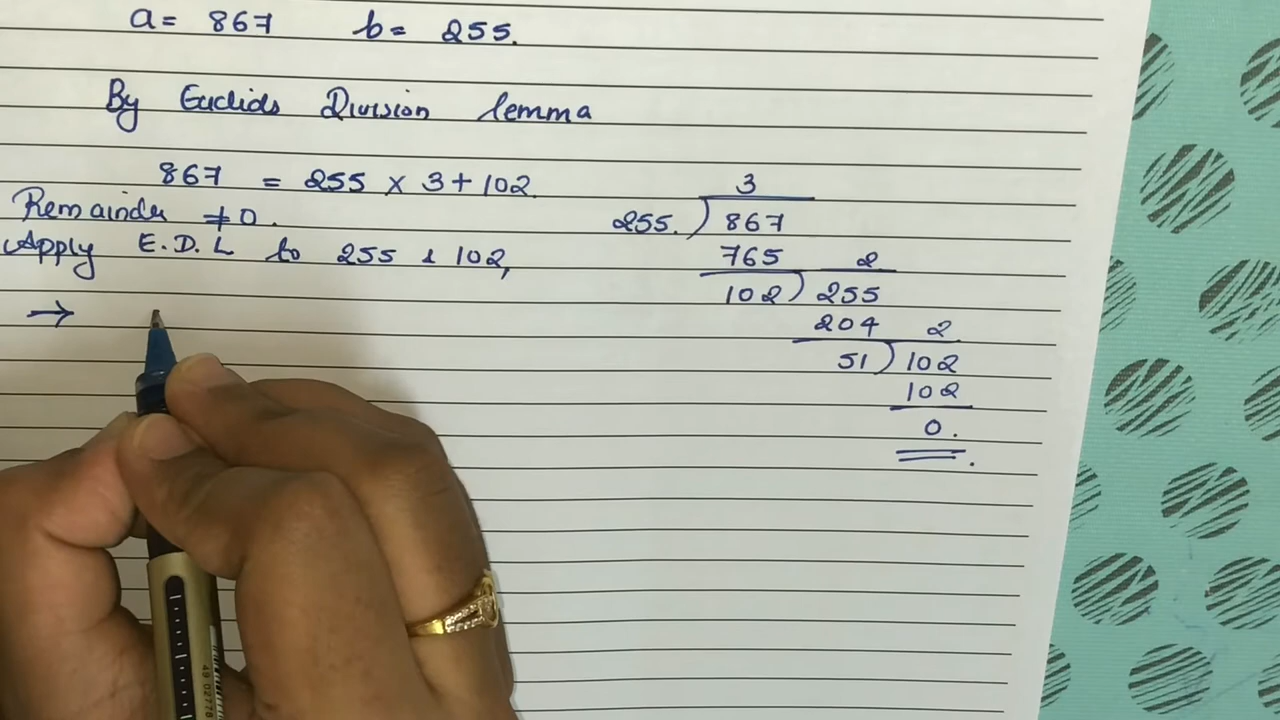 a = 867 b = 255.
By Euclids Division lemma
867 = 255 x 3 + 102.
Remainder ≠ 0.
Apply E.D.L to 255 & 102,
→
3
255. ) 867
765 2
102 ) 255
204 2
51 ) 102
102
0.